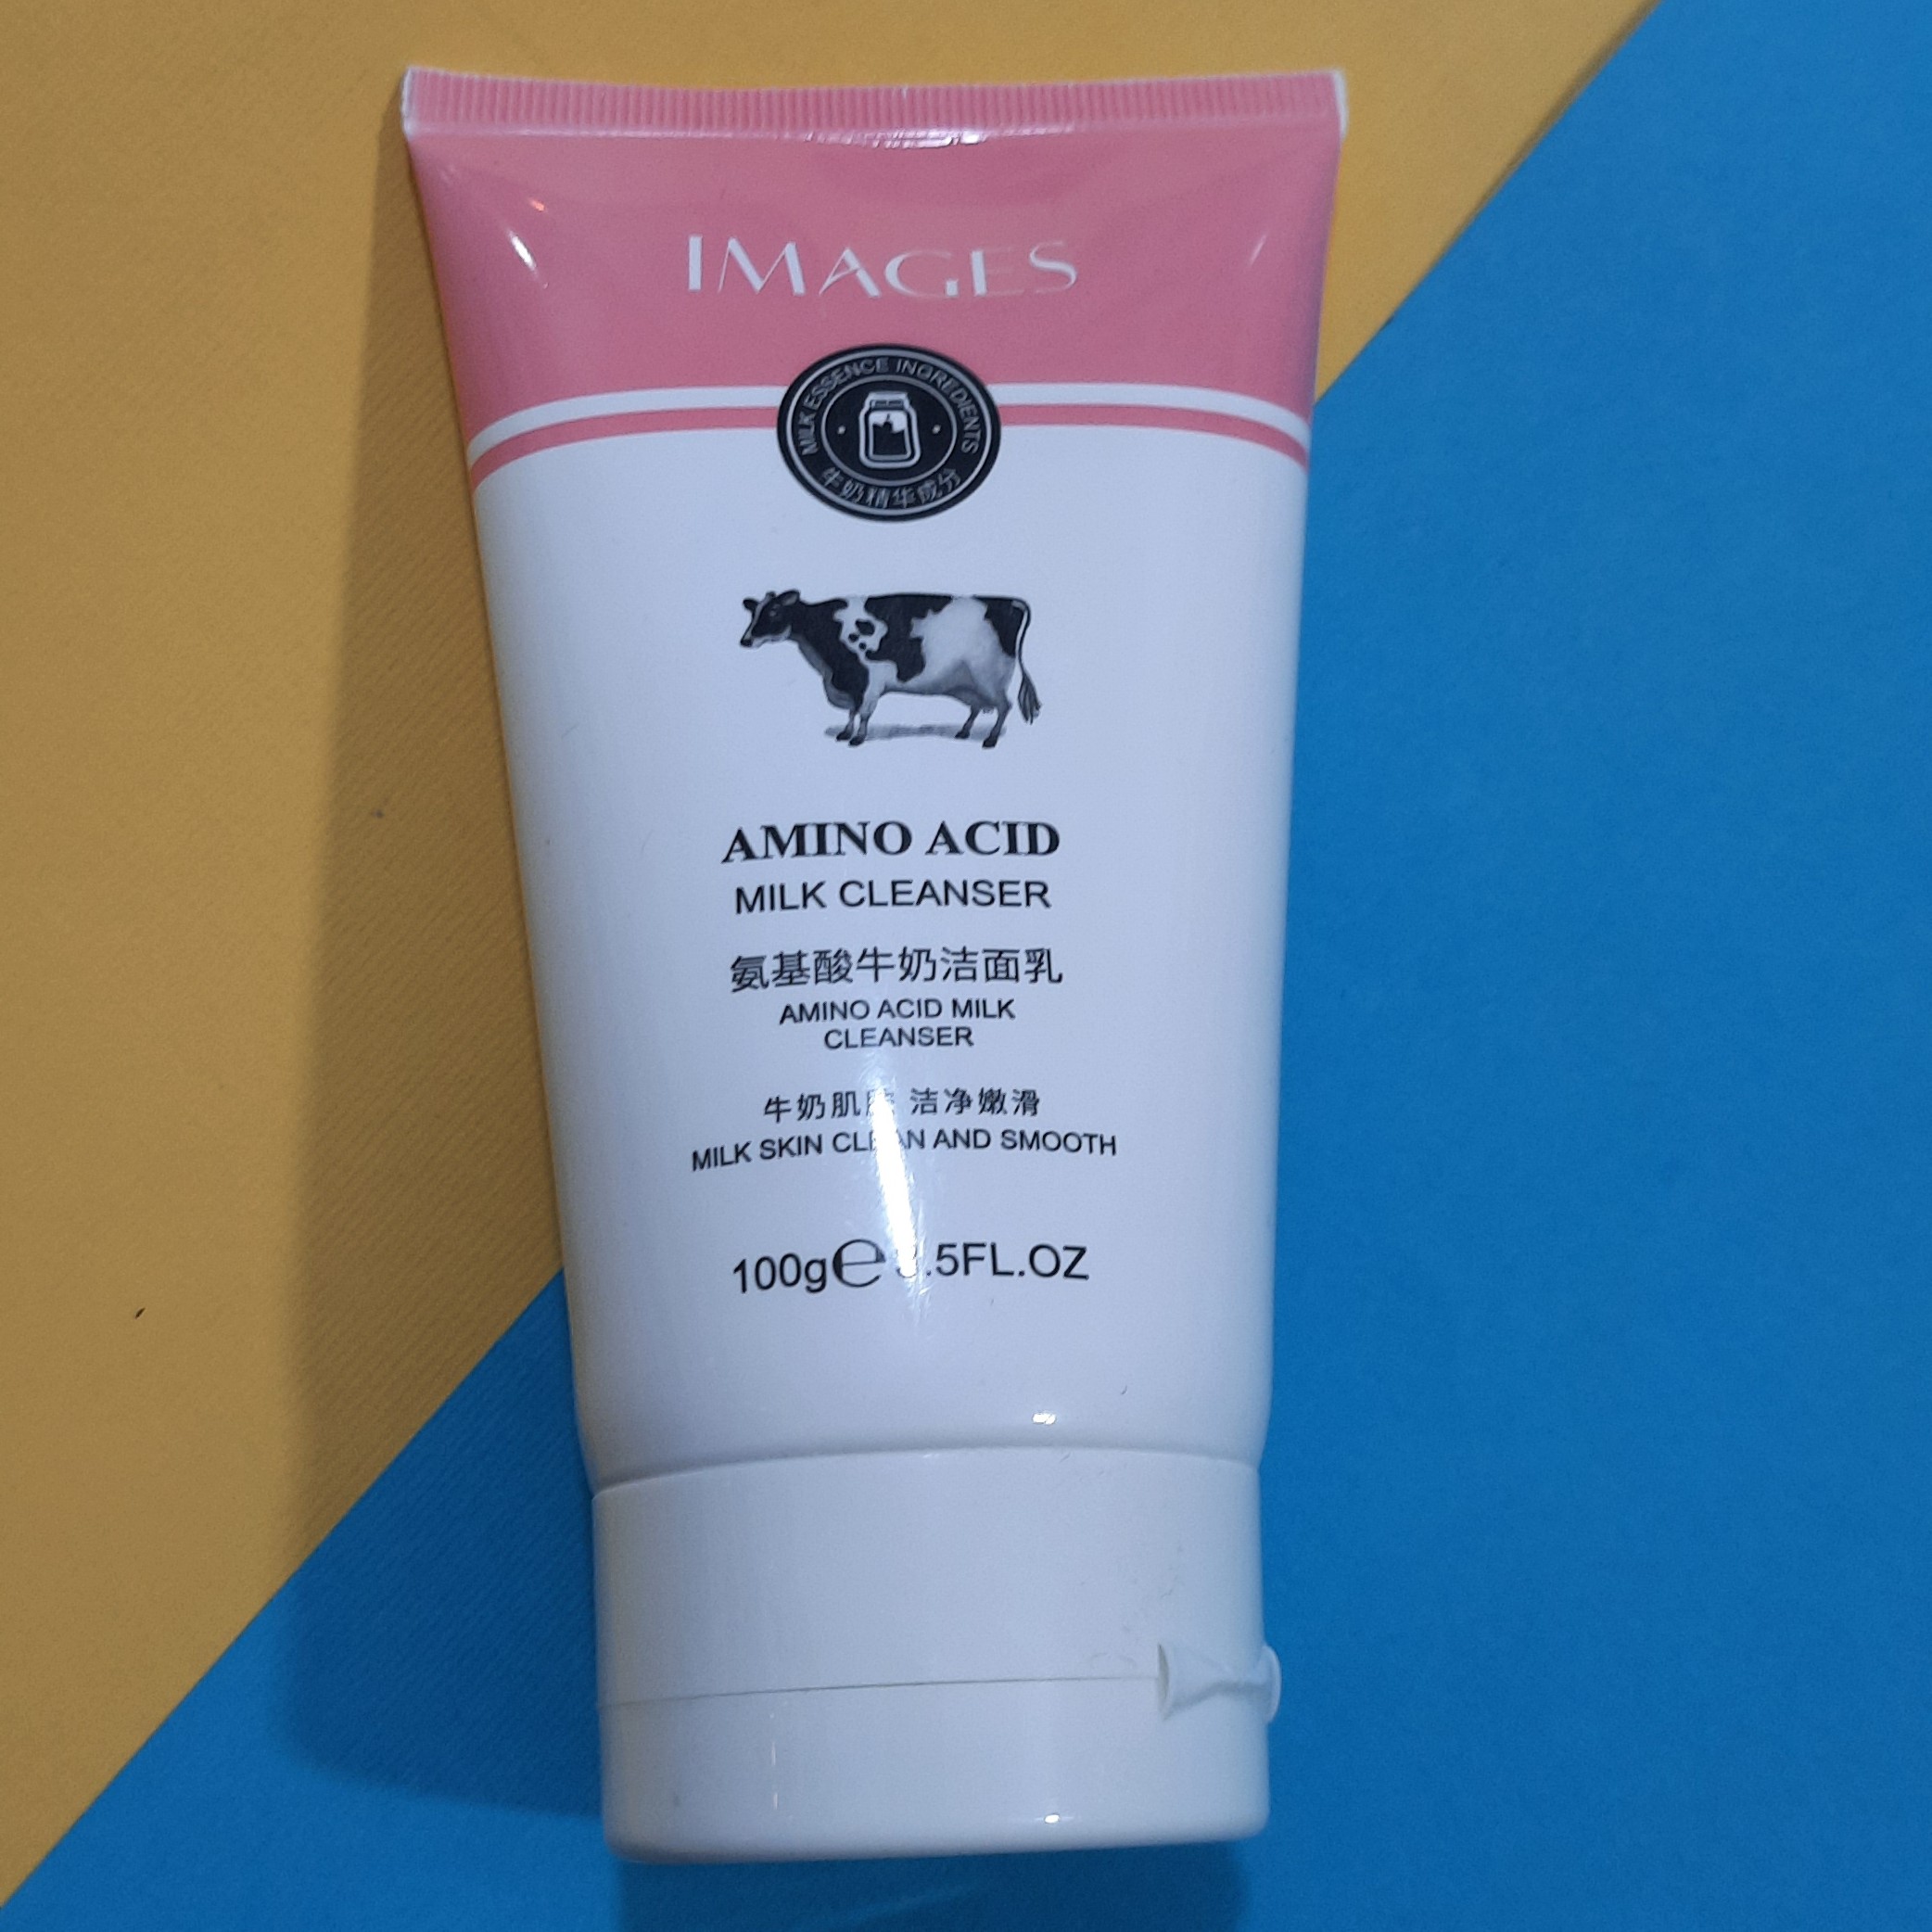 IMAGES
MILK ESSENCE INGREDIENTS
牛奶精华成分
AMINO ACID
MILK CLEANSER
氨基酸牛奶洁面乳
AMINO ACID MILK
CLEANSER
牛奶肌 洁净嫩滑
MILK SKIN CLEAN AND SMOOTH
100g℮ .5FL.OZ